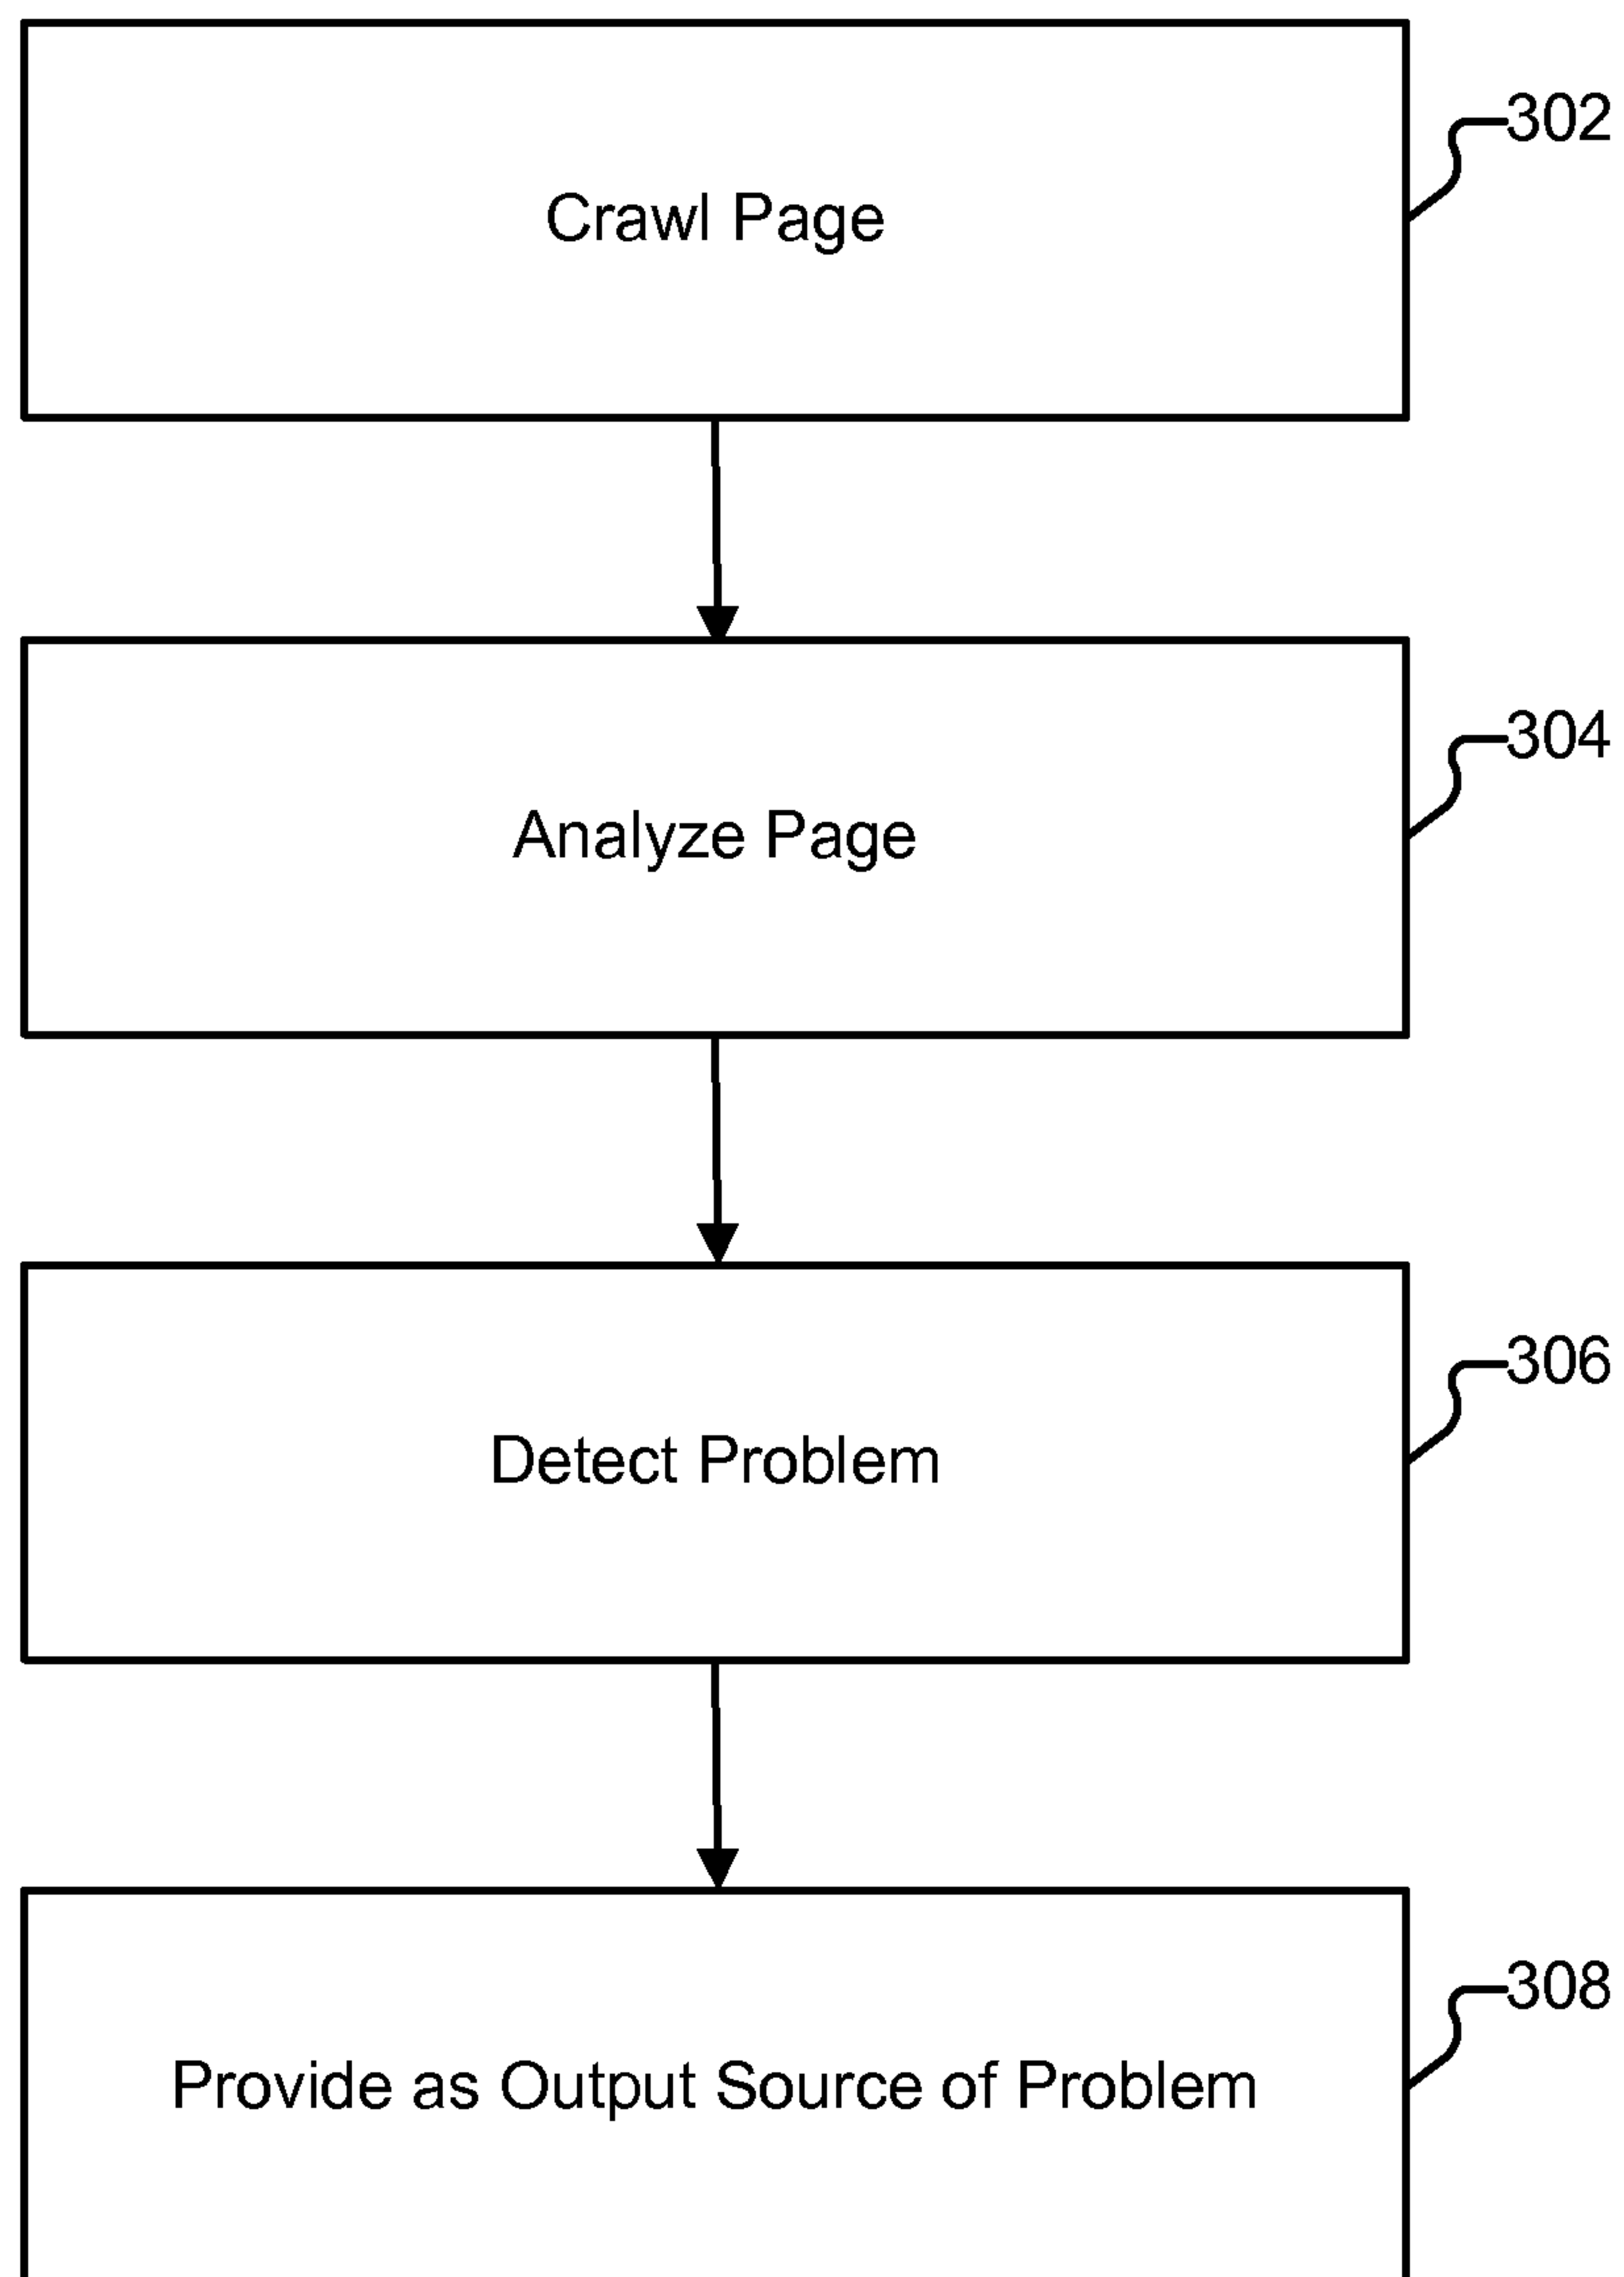 302
Crawl Page
304
Analyze Page
306
Detect Problem
308
Provide as Output Source of Problem